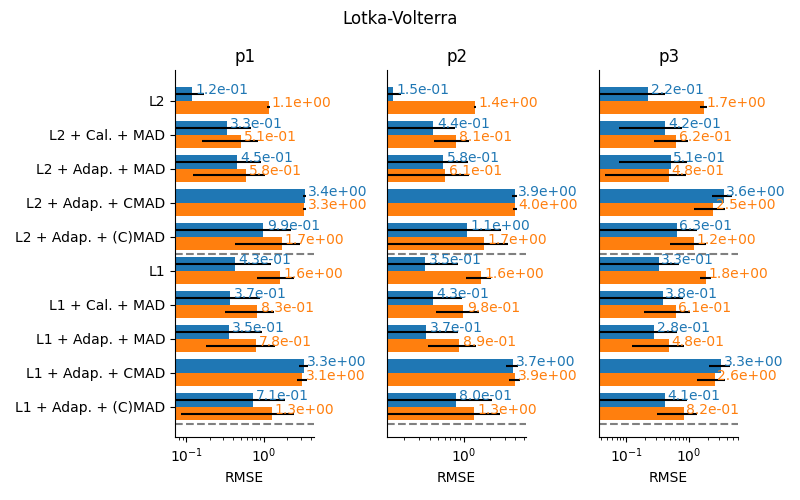 Lotka-Volterra
p1 p2 p3
L2 1.2e-01 1.5e-01 2.2e-01
1.1e+00 1.4e+00 1.7e+00
L2 + Cal. + MAD 3.3e-01 4.4e-01 4.2e-01
5.1e-01 8.1e-01 6.2e-01
L2 + Adap. + MAD 4.5e-01 5.8e-01 5.1e-01
5.8e-01 6.1e-01 4.8e-01
L2 + Adap. + CMAD 3.4e+00 3.9e+00 3.6e+00
3.3e+00 4.0e+00 2.5e+00
L2 + Adap. + (C)MAD 9.9e-01 1.1e+00 6.3e-01
1.7e+00 1.7e+00 1.2e+00
L1 4.3e-01 3.5e-01 3.3e-01
1.6e+00 1.6e+00 1.8e+00
L1 + Cal. + MAD 3.7e-01 4.3e-01 3.8e-01
8.3e-01 9.8e-01 6.1e-01
L1 + Adap. + MAD 3.5e-01 3.7e-01 2.8e-01
7.8e-01 8.9e-01 4.8e-01
L1 + Adap. + CMAD 3.3e+00 3.7e+00 3.3e+00
3.1e+00 3.9e+00 2.6e+00
L1 + Adap. + (C)MAD 7.1e-01 8.0e-01 4.1e-01
1.3e+00 1.3e+00 8.2e-01
10⁻¹ 10⁰ 10⁰ 10⁻¹ 10⁰
RMSE RMSE RMSE